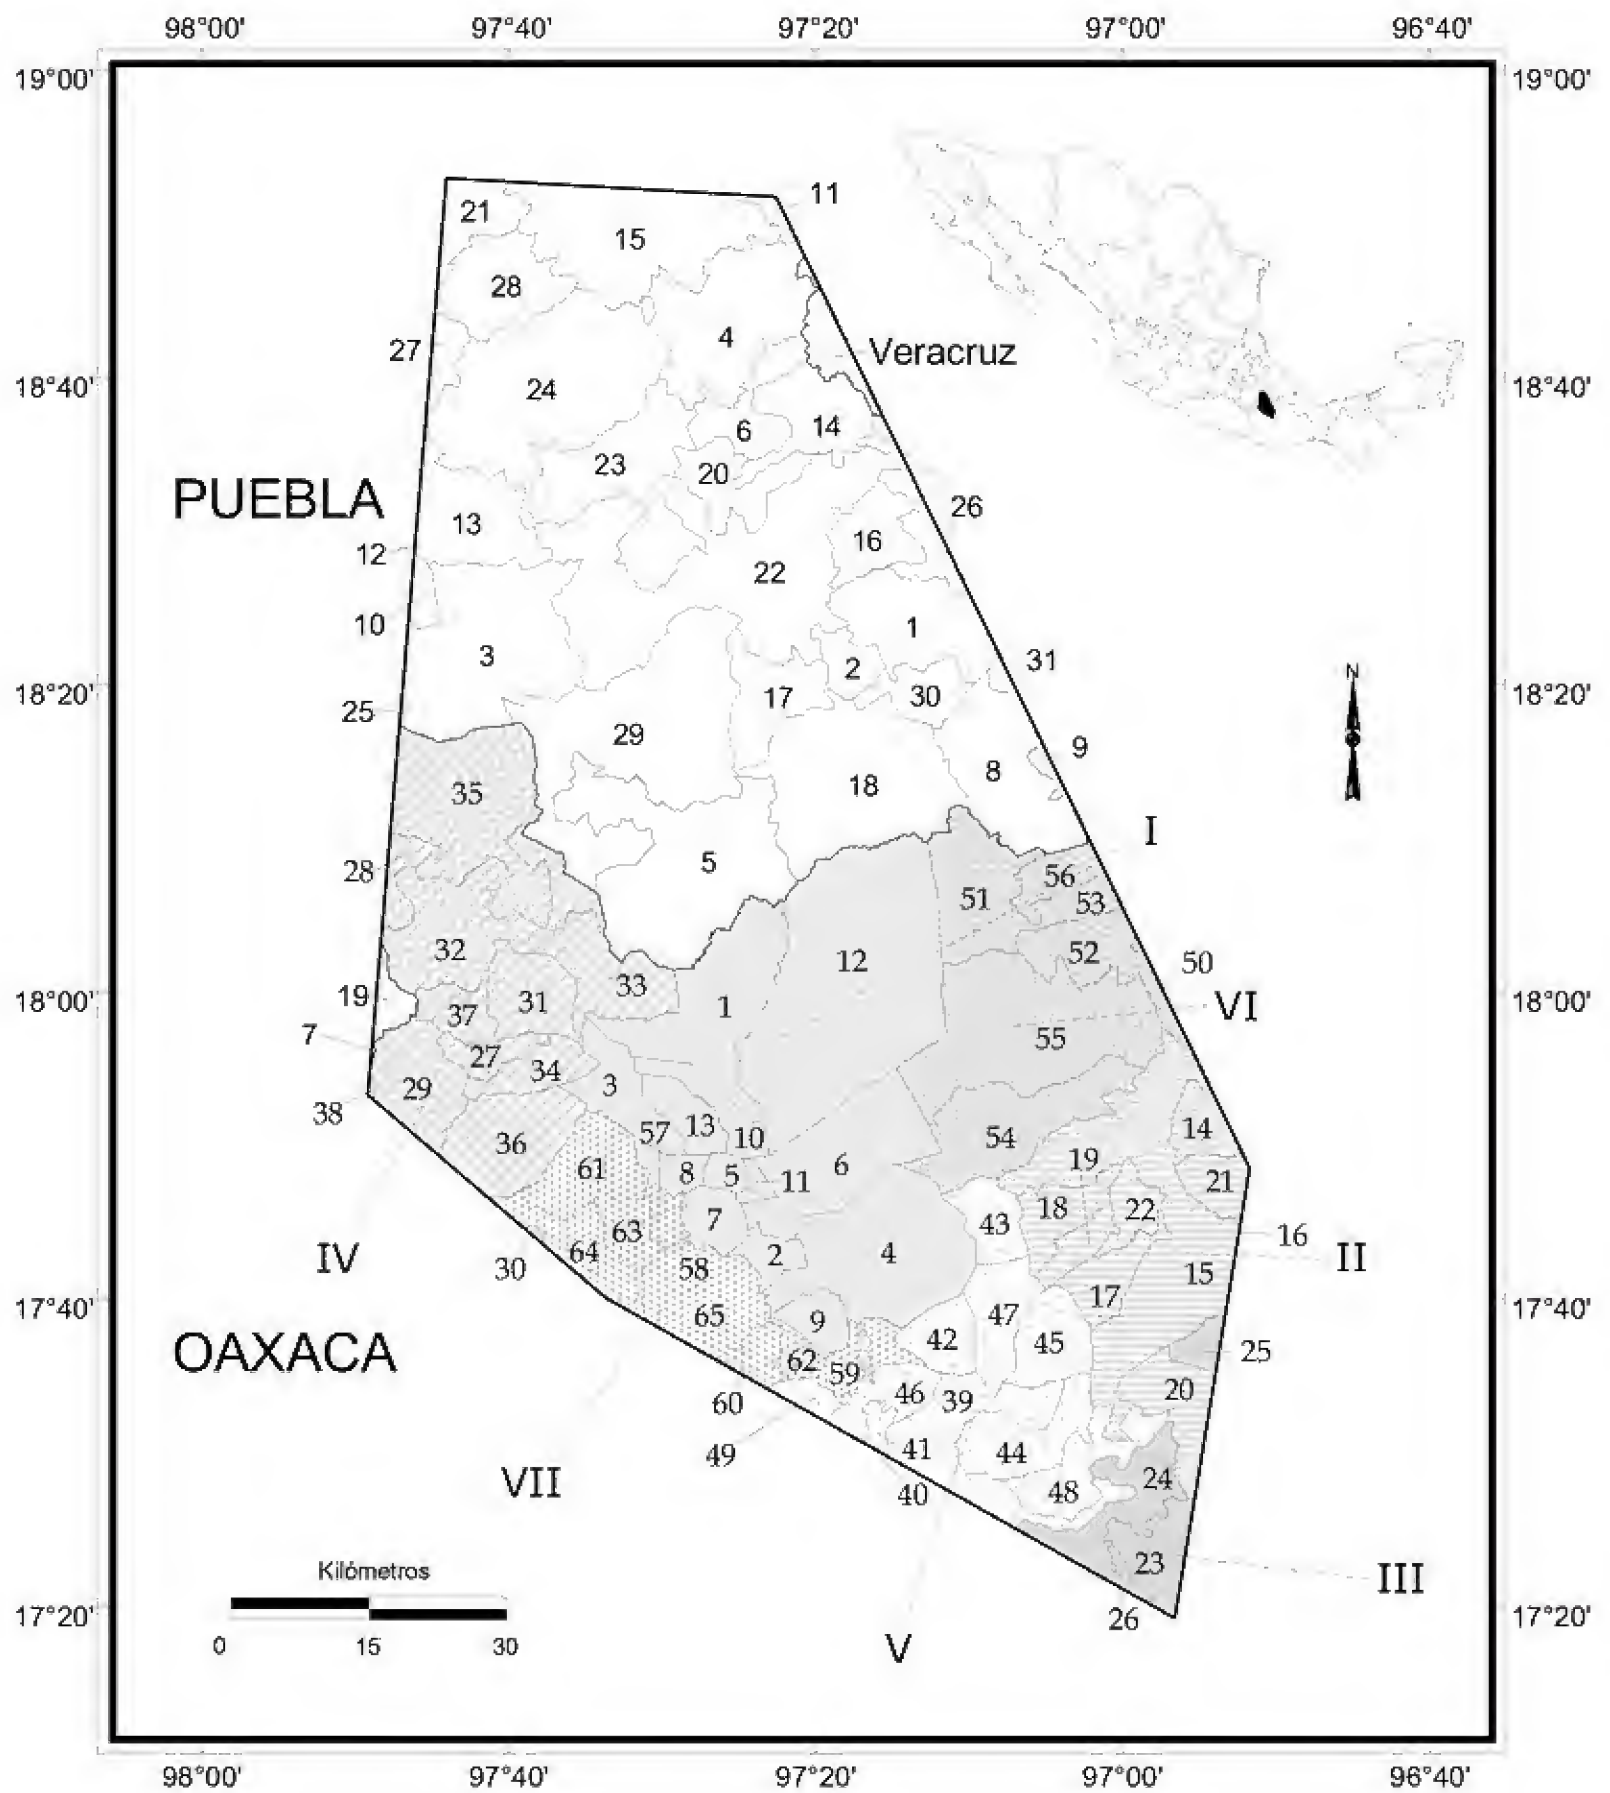 98°00' 97°40' 97°20' 97°00' 96°40'
19°00' 19°00'
11
21
15
28
4
27
Veracruz
18°40' 18°40'
24
6 14
23 20
PUEBLA
26
13
16
12
22
10 1
3 31
2
18°20' 17 30 18°20'
25
29 9
8
35 18
I
5
28 56
51 53
32 12 52 50
33
19 18°00' 31 1 VI 18°00'
37
7 55
27
34
29 3
38
57 13 10 14
36 54
61 8 5 6 19
11 21
18 22
7 43
63 16
IV 64 2 4 II
30 58 15
17
17°40' 65 9 47 17°40'
42 45
OAXACA 25
62 59
60 46 39 20
49 41 44
VII 24
40 48
23
Kilómetros III
17°20' 26 17°20'
0 15 30 V
N
98°00' 97°40' 97°20' 97°00' 96°40'